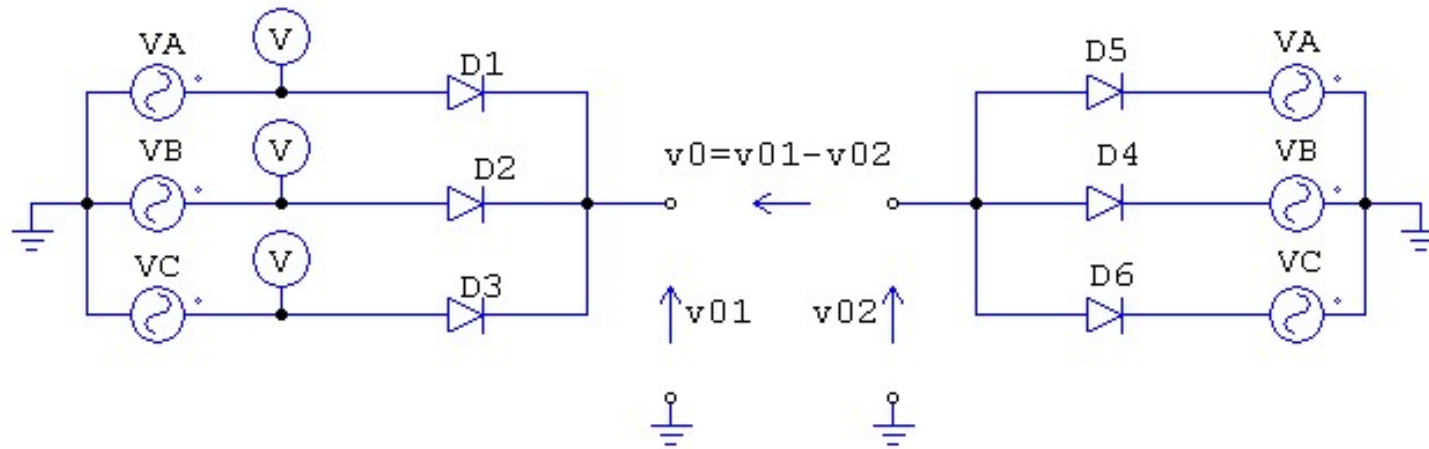 VA V D1 D5 VA
VB V D2 v0=v01-v02 D4 VB
VC V D3 D6 VC
v01 v02